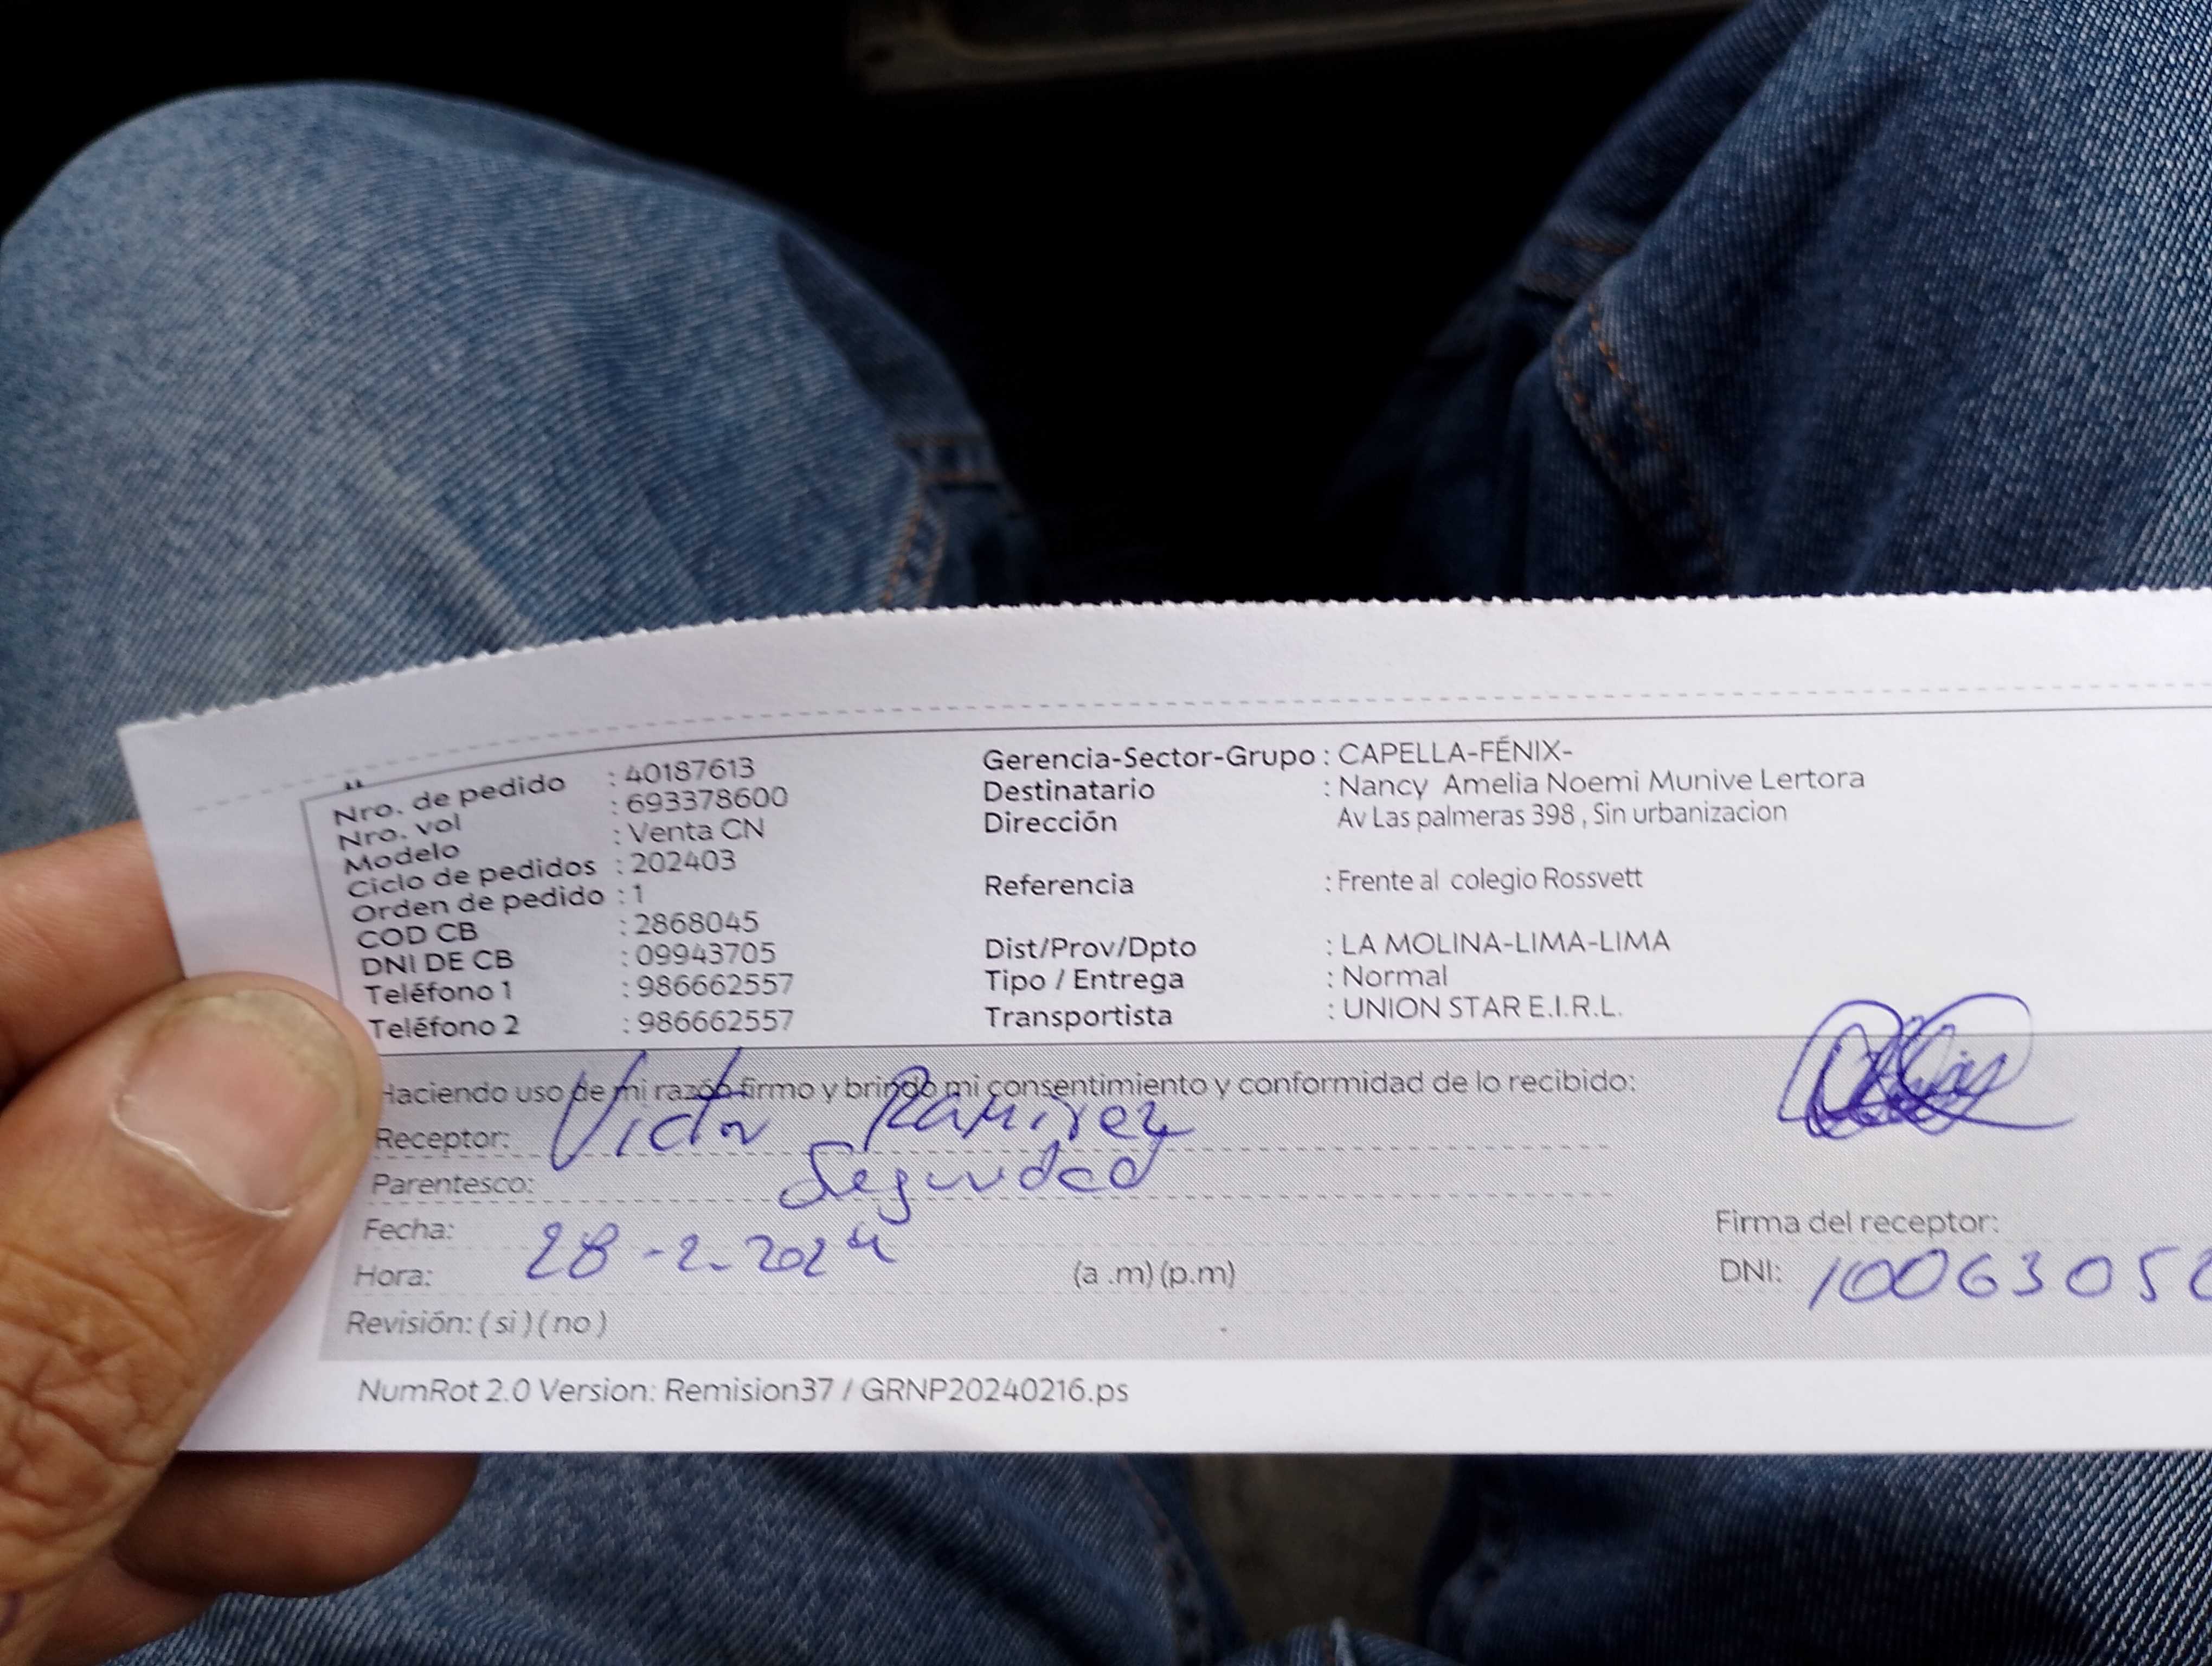 Nro. de pedido : 40187613
Nro. vol : 693378600
Modelo : Venta CN
Ciclo de pedidos : 202403
Orden de pedido : 1
COD CB : 2868045
DNI DE CB : 09943705
Teléfono 1 : 986662557
Teléfono 2 : 986662557
Gerencia-Sector-Grupo : CAPELLA-FÉNIX-
Destinatario : Nancy Amelia Noemi Munive Lertora
Dirección Av Las palmeras 398 , Sin urbanizacion
Referencia : Frente al colegio Rossvett
Dist/Prov/Dpto : LA MOLINA-LIMA-LIMA
Tipo / Entrega : Normal
Transportista : UNION STAR E.I.R.L.
Haciendo uso de mi razón firmo y brindo mi consentimiento y conformidad de lo recibido:
Receptor: Victor Ramirez
Parentesco: Seguridad
Fecha: 28-2-2024
Hora: (a .m) (p.m)
Revisión: ( si ) ( no )
Firma del receptor:
DNI: 1006305
NumRot 2.0 Version: Remision37 / GRNP20240216.ps